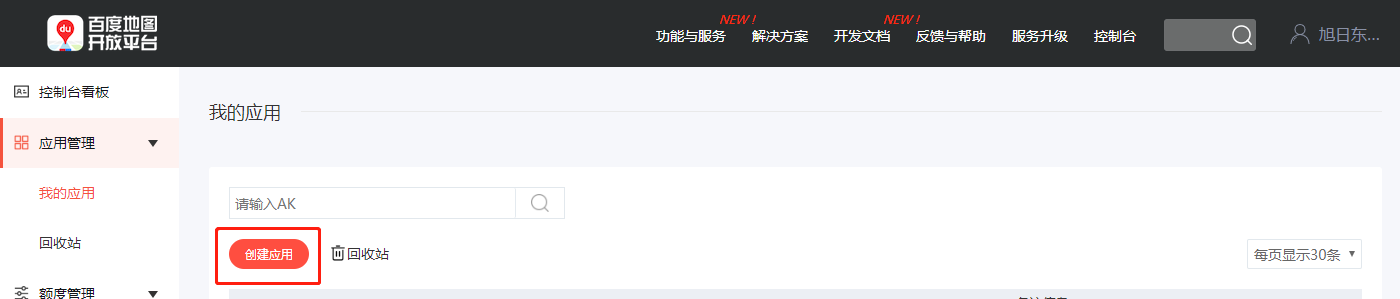 du 百度地图
开放平台
NEW ! NEW !
功能与服务 解决方案 开发文档 反馈与帮助 服务升级 控制台 旭日东...
控制台看板
我的应用
应用管理
我的应用
请输入AK
回收站
创建应用 回收站 每页显示30条
额度管理